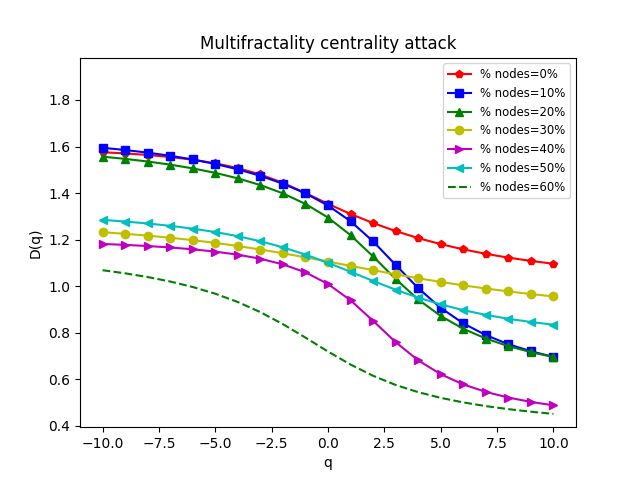 Multifractality centrality attack
% nodes=0%
% nodes=10%
% nodes=20%
% nodes=30%
% nodes=40%
% nodes=50%
% nodes=60%
D(q)
1.8
1.6
1.4
1.2
1.0
0.8
0.6
0.4
−10.0 −7.5 −5.0 −2.5 0.0 2.5 5.0 7.5 10.0
q